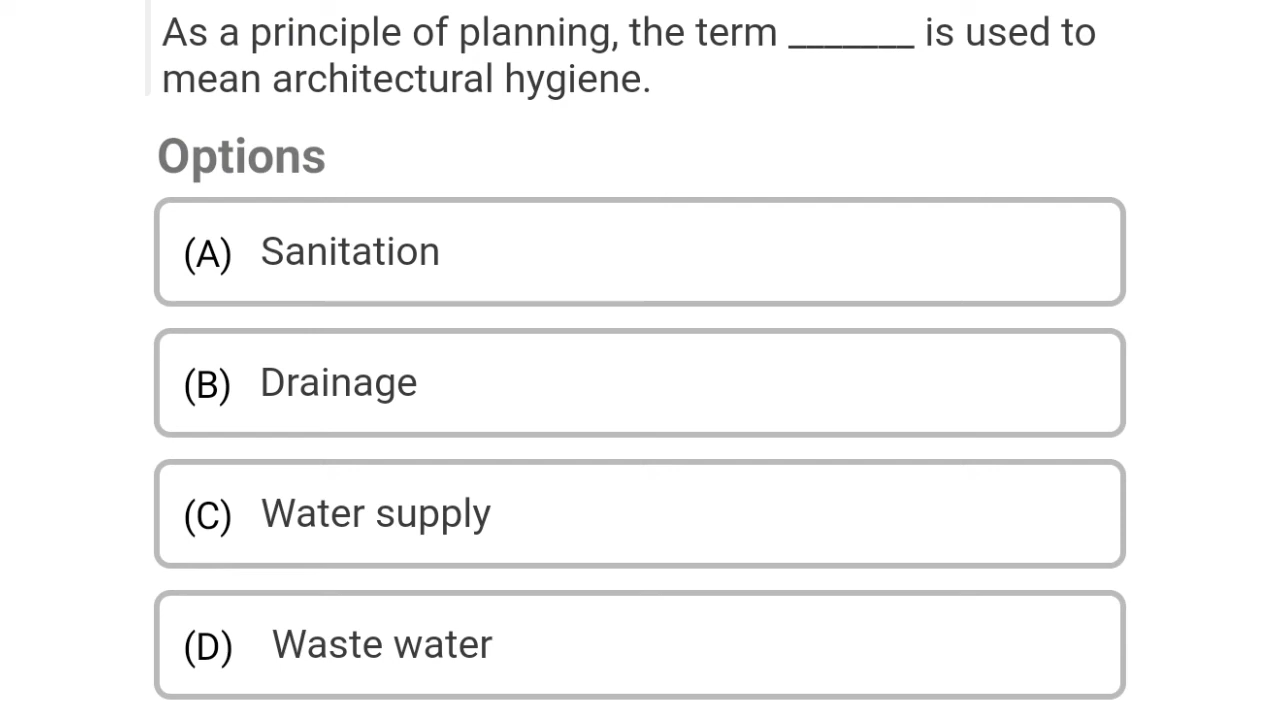 As a principle of planning, the term _______ is used to
mean architectural hygiene.
Options
(A) Sanitation
(B) Drainage
(C) Water supply
(D) Waste water